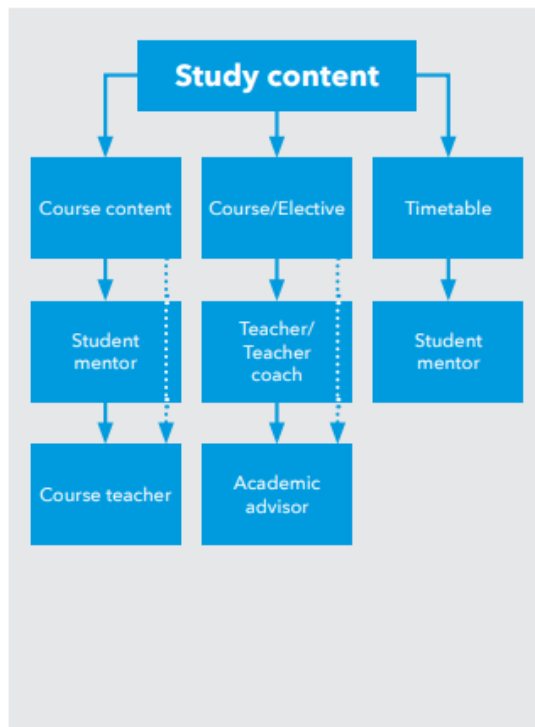 Study content
Course content
Course/Elective
Timetable
Student
mentor
Teacher/
Teacher
coach
Student
mentor
Course teacher
Academic
advisor